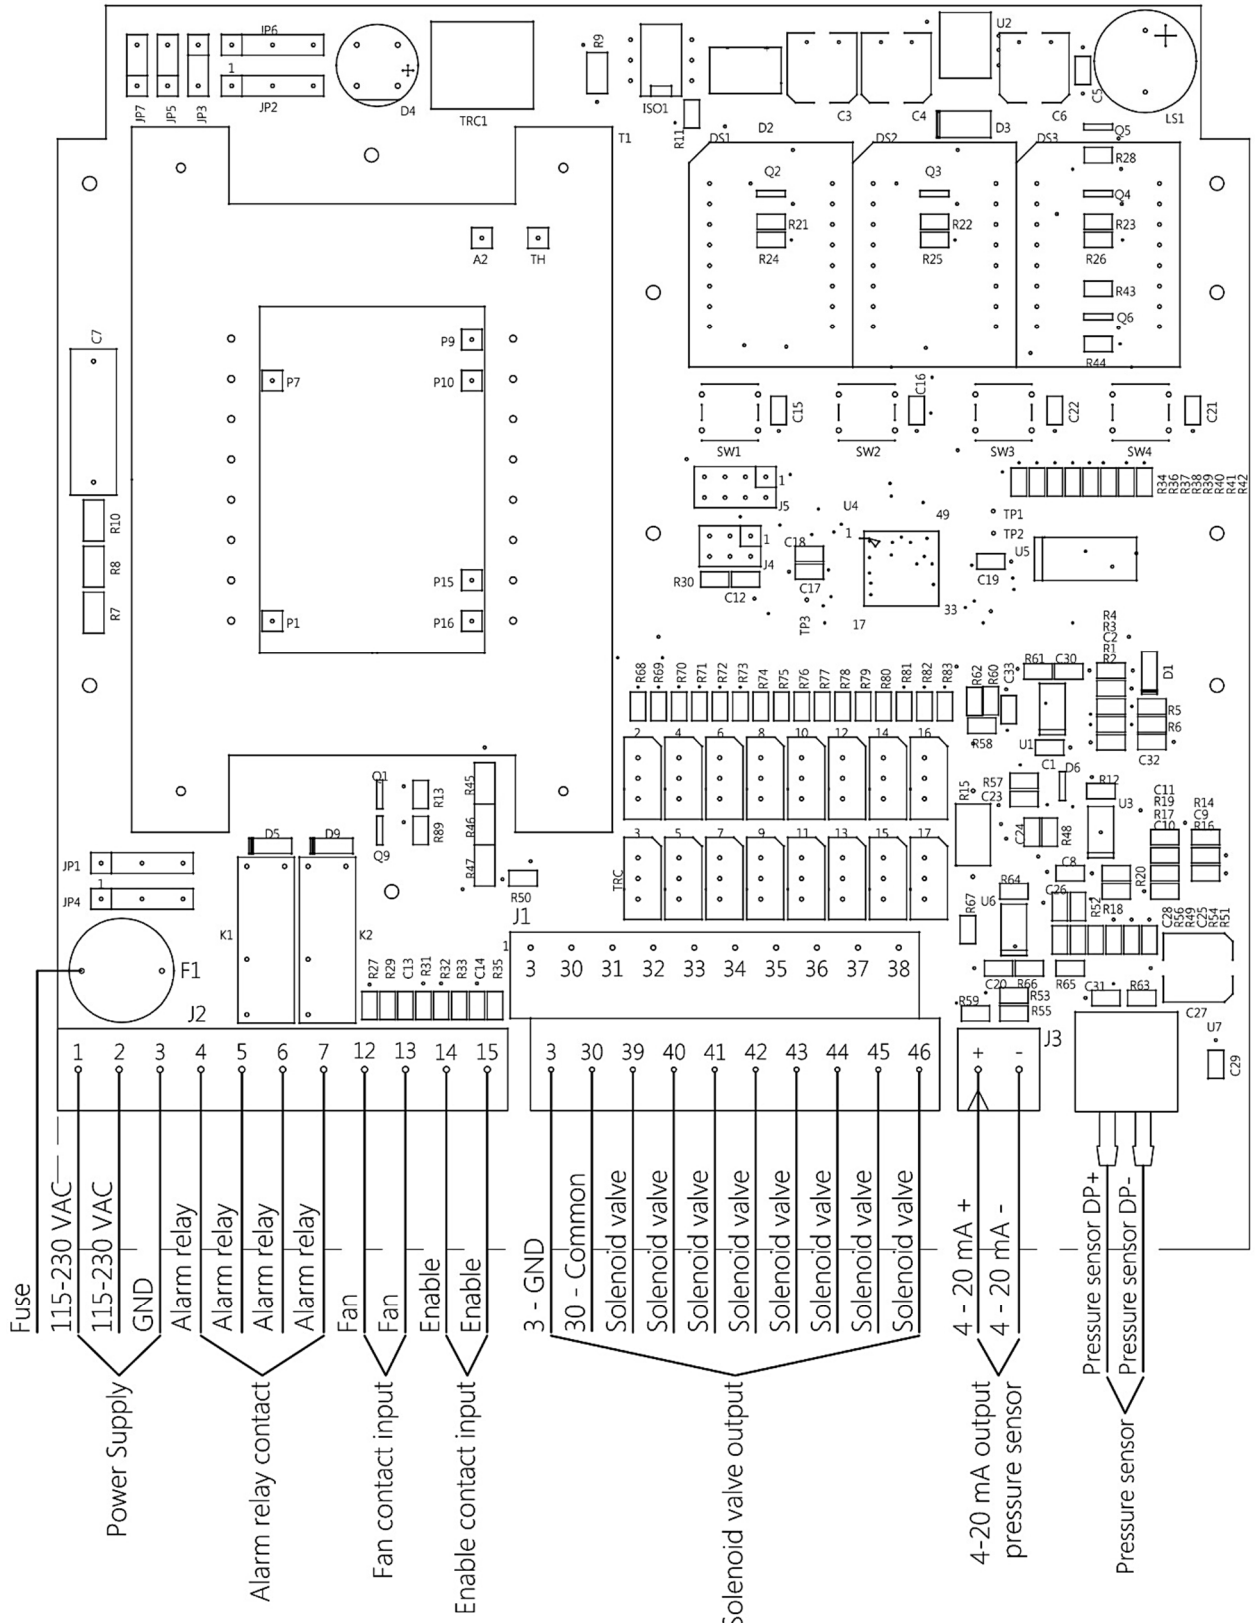 JP7
JP5
JP3
JP6
1
JP2
D4
TRC1
R9
ISO1
R11
D2
C3
C4
U2
D3
C6
C5
LS1
T1
DS1
DS2
DS3
Q5
R28
Q2
Q3
Q4
R21
R22
R23
R24
R25
R26
R43
Q6
R44
A2
TH
C7
P9
P7
P10
C15
C16
C22
C21
SW1
SW2
SW3
SW4
1
J5
U4
49
TP1
TP2
R34
R36
R37
R38
R39
R40
R41
R42
R10
R8
R7
1
J4
C18
1
U5
R30
C12
C17
C19
P15
P1
P16
TP3
17
33
R4
R3
C2
R1
R2
D1
R68
R69
R70
R71
R72
R73
R74
R75
R76
R77
R78
R79
R80
R81
R82
R83
R62
R60
C33
R61
C30
R5
R6
R58
U1
C1
C32
2
4
6
8
10
12
14
16
D6
R57
C23
R15
R12
U3
C11
R19
R17
C10
R14
C9
R16
Q1
R13
R45
R89
R46
Q9
R47
D5
D9
3
5
7
9
11
13
15
17
TRC
C24
R48
C8
R20
JP1
1
JP4
R50
R64
C26
R52
R18
R67
U6
C28
R56
R49
C25
R54
R51
K1
K2
F1
J1
1
3
30
31
32
33
34
35
36
37
38
R27
R29
C13
R31
R32
R33
C14
R35
C20
R66
R65
R53
R59
R55
C31
R63
C27
J2
J3
U7
C29
1
2
3
4
5
6
7
12
13
14
15
3
30
39
40
41
42
43
44
45
46
+
-
Fuse
115-230 VAC
115-230 VAC
GND
Alarm relay
Alarm relay
Alarm relay
Alarm relay
Fan
Fan
Enable
Enable
3 - GND
30 - Common
Solenoid valve
Solenoid valve
Solenoid valve
Solenoid valve
Solenoid valve
Solenoid valve
Solenoid valve
Solenoid valve
4 - 20 mA +
4 - 20 mA -
Pressure sensor DP+
Pressure sensor DP-
Power Supply
Alarm relay contact
Fan contact input
Enable contact input
Solenoid valve output
4-20 mA output
pressure sensor
Pressure sensor